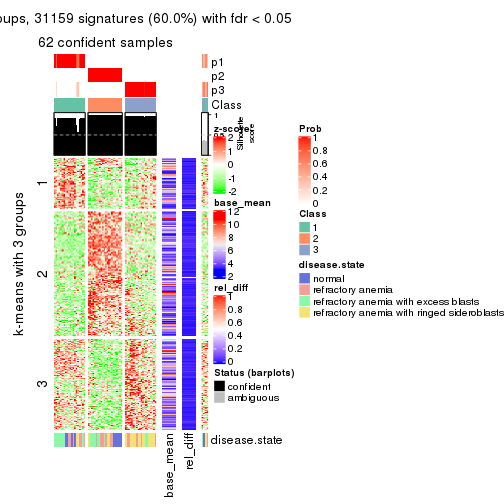 oups, 31159 signatures (60.0%) with fdr < 0.05
62 confident samples
p1
p2
p3
Class
1
Silhouette
score
z-score
2
1
0
-1
-2
base_mean
12
10
8
6
4
2
rel_diff
1
0.8
0.6
0.4
0.2
0
Status (barplots)
confident
ambiguous
Prob
1
0.8
0.6
0.4
0.2
0
Class
1
2
3
disease.state
normal
refractory anemia
refractory anemia with excess blasts
refractory anemia with ringed sideroblasts
k-means with 3 groups
1
2
3
disease.state
base_mean
rel_diff